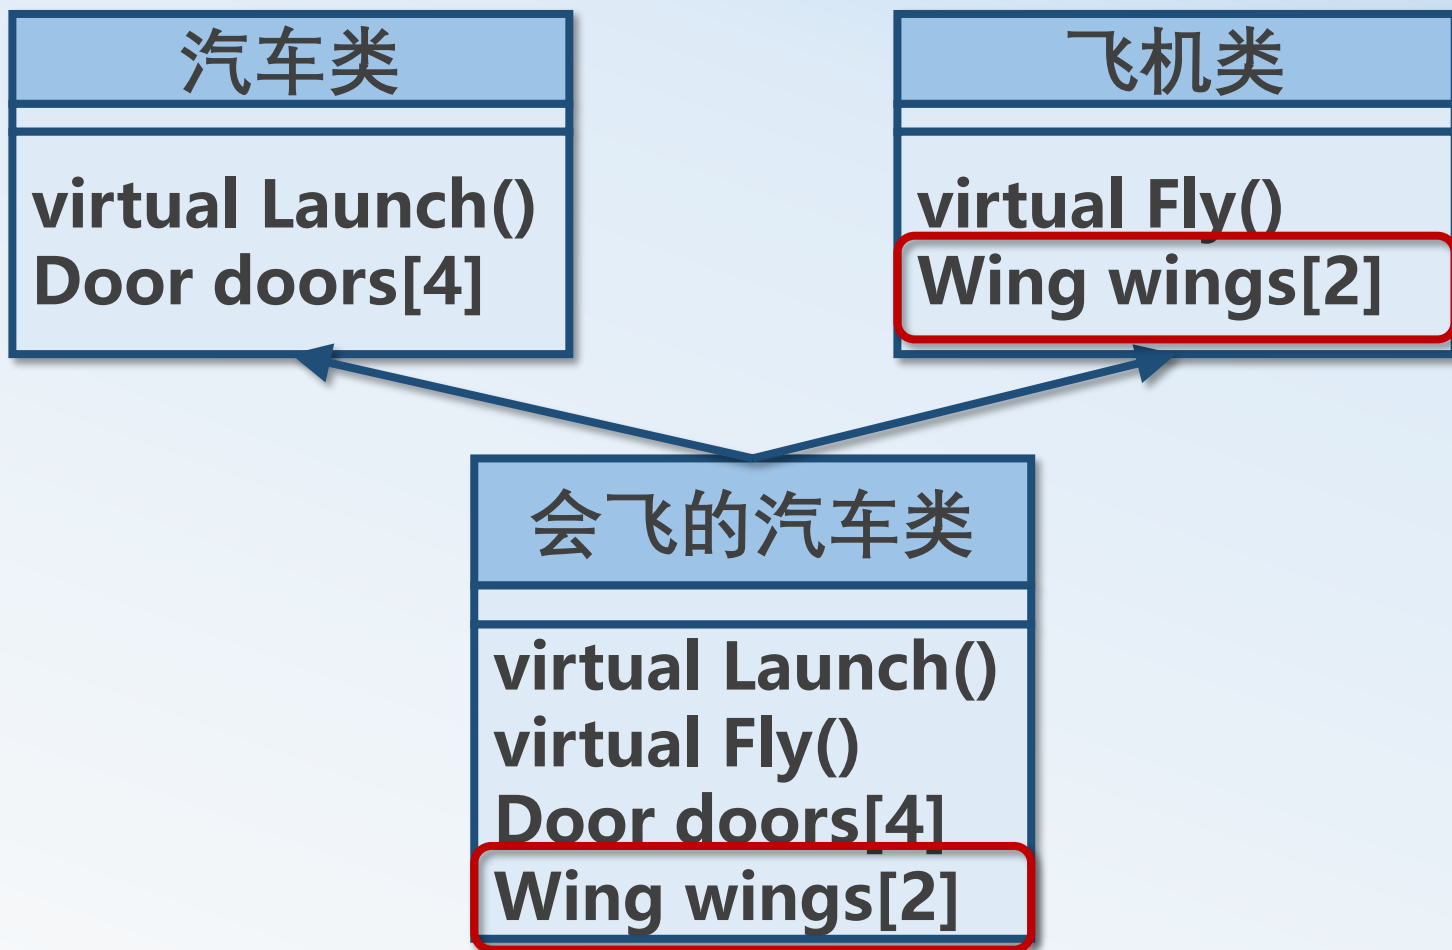 汽车类
virtual Launch()
Door doors[4]
飞机类
virtual Fly()
Wing wings[2]
会飞的汽车类
virtual Launch()
virtual Fly()
Door doors[4]
Wing wings[2]